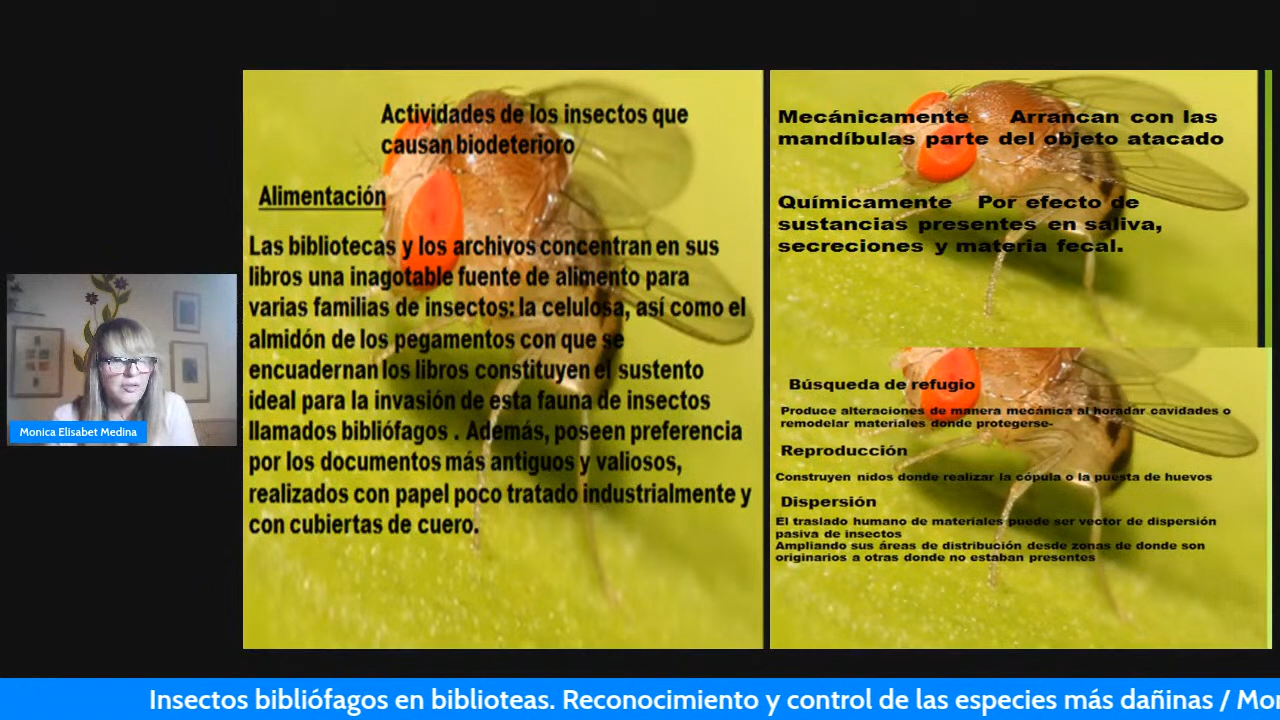 Actividades de los insectos que
causan biodeterioro
Alimentación
Las bibliotecas y los archivos concentran en sus
libros una inagotable fuente de alimento para
varias familias de insectos: la celulosa, así como el
almidón de los pegamentos con que se
encuadernan los libros constituyen el sustento
ideal para la invasión de esta fauna de insectos
llamados bibliófagos . Además, poseen preferencia
por los documentos más antiguos y valiosos,
realizados con papel poco tratado industrialmente y
con cubiertas de cuero.
Mecánicamente Arrancan con las
mandíbulas parte del objeto atacado
Químicamente Por efecto de
sustancias presentes en saliva,
secreciones y materia fecal.
Búsqueda de refugio
Produce alteraciones de manera mecánica al horadar cavidades o
remodelar materiales donde protegerse-
Reproducción
Construyen nidos donde realizar la cópula o la puesta de huevos
Dispersión
El traslado humano de materiales puede ser vector de dispersión
pasiva de insectos
Ampliando sus áreas de distribución desde zonas de donde son
originarios a otras donde no estaban presentes
Monica Elisabet Medina
Insectos bibliófagos en biblioteas. Reconocimiento y control de las especies más dañinas / Mo